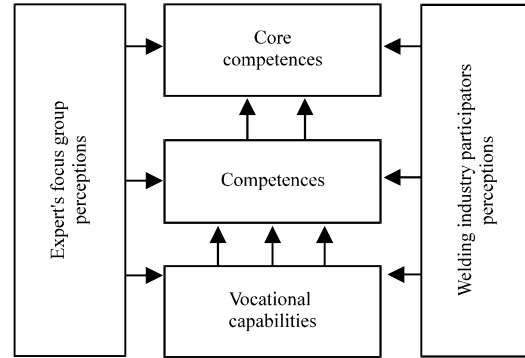 Expert's focus group
perceptions
Core
competences
Competences
Vocational
capabilities
Welding industry participators
perceptions